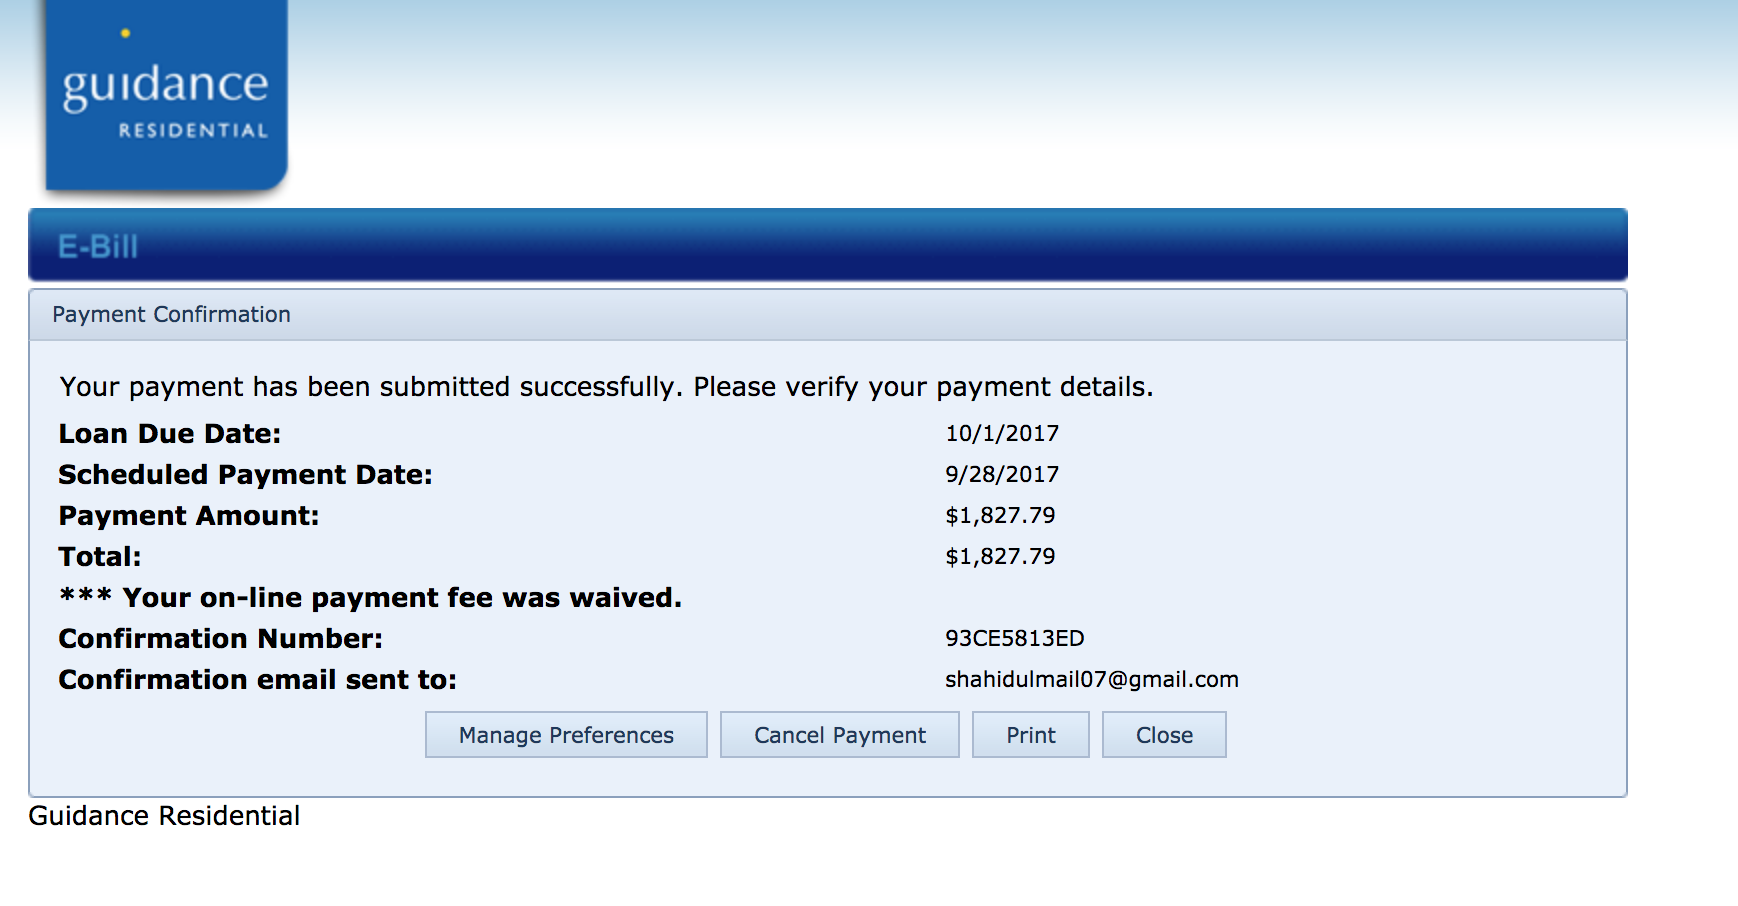 guidance
RESIDENTIAL
E-Bill
Payment Confirmation
Your payment has been submitted successfully. Please verify your payment details.
Loan Due Date: 10/1/2017
Scheduled Payment Date: 9/28/2017
Payment Amount: $1,827.79
Total: $1,827.79
*** Your on-line payment fee was waived.
Confirmation Number: 93CE5813ED
Confirmation email sent to: shahidulmail07@gmail.com
Manage Preferences Cancel Payment Print Close
Guidance Residential